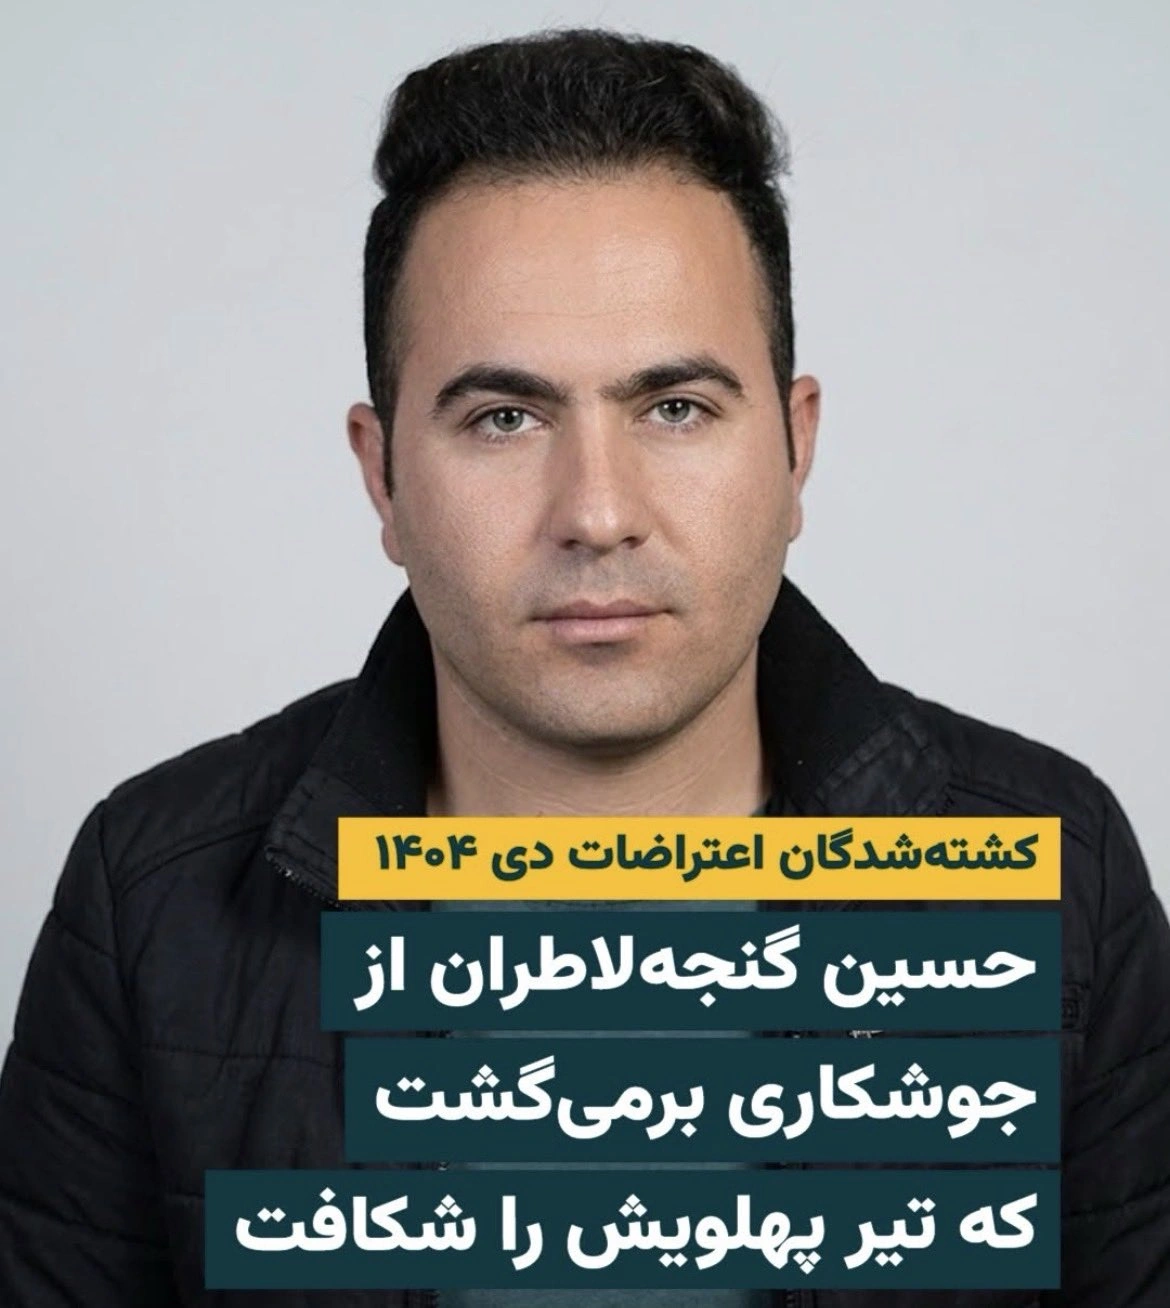 کشته‌شدگان اعتراضات دی ۱۴۰۴
حسین گنجه‌لاطران از
جوشکاری برمی‌گشت
که تیر پهلویش را شکافت